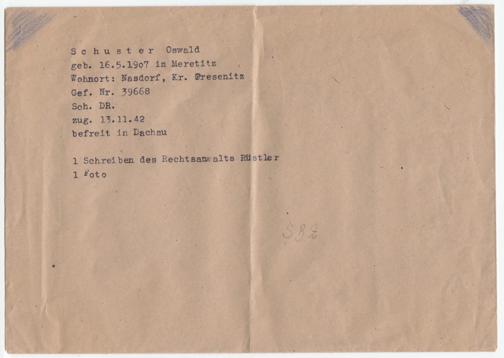 S c h u s t e r Oswald
geb. 16.5.1907 in Meretitz
Wohnort: Nasdorf, Kr. Presenitz
Gef. Nr. 39668
Sch. DR.
zug. 13.11.42
befreit in Dachau
1 Schreiben des Rechtsanwalts Rüstler
1 Foto